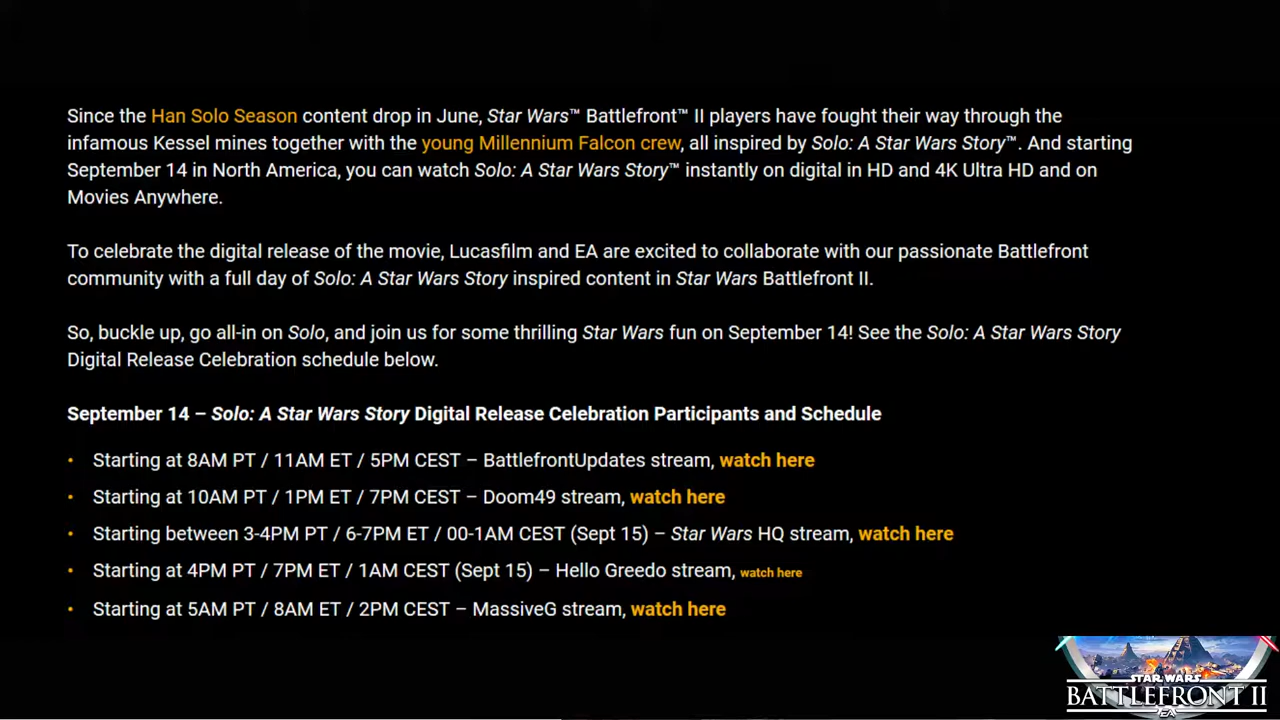 Since the Han Solo Season content drop in June, Star Wars™ Battlefront™ II players have fought their way through the
infamous Kessel mines together with the young Millennium Falcon crew, all inspired by Solo: A Star Wars Story™. And starting
September 14 in North America, you can watch Solo: A Star Wars Story™ instantly on digital in HD and 4K Ultra HD and on
Movies Anywhere.
To celebrate the digital release of the movie, Lucasfilm and EA are excited to collaborate with our passionate Battlefront
community with a full day of Solo: A Star Wars Story inspired content in Star Wars Battlefront II.
So, buckle up, go all-in on Solo, and join us for some thrilling Star Wars fun on September 14! See the Solo: A Star Wars Story
Digital Release Celebration schedule below.
September 14 – Solo: A Star Wars Story Digital Release Celebration Participants and Schedule
• Starting at 8AM PT / 11AM ET / 5PM CEST – BattlefrontUpdates stream, watch here
• Starting at 10AM PT / 1PM ET / 7PM CEST – Doom49 stream, watch here
• Starting between 3-4PM PT / 6-7PM ET / 00-1AM CEST (Sept 15) – Star Wars HQ stream, watch here
• Starting at 4PM PT / 7PM ET / 1AM CEST (Sept 15) – Hello Greedo stream, watch here
• Starting at 5AM PT / 8AM ET / 2PM CEST – MassiveG stream, watch here
STAR WARS
BATTLEFRONT II
EA